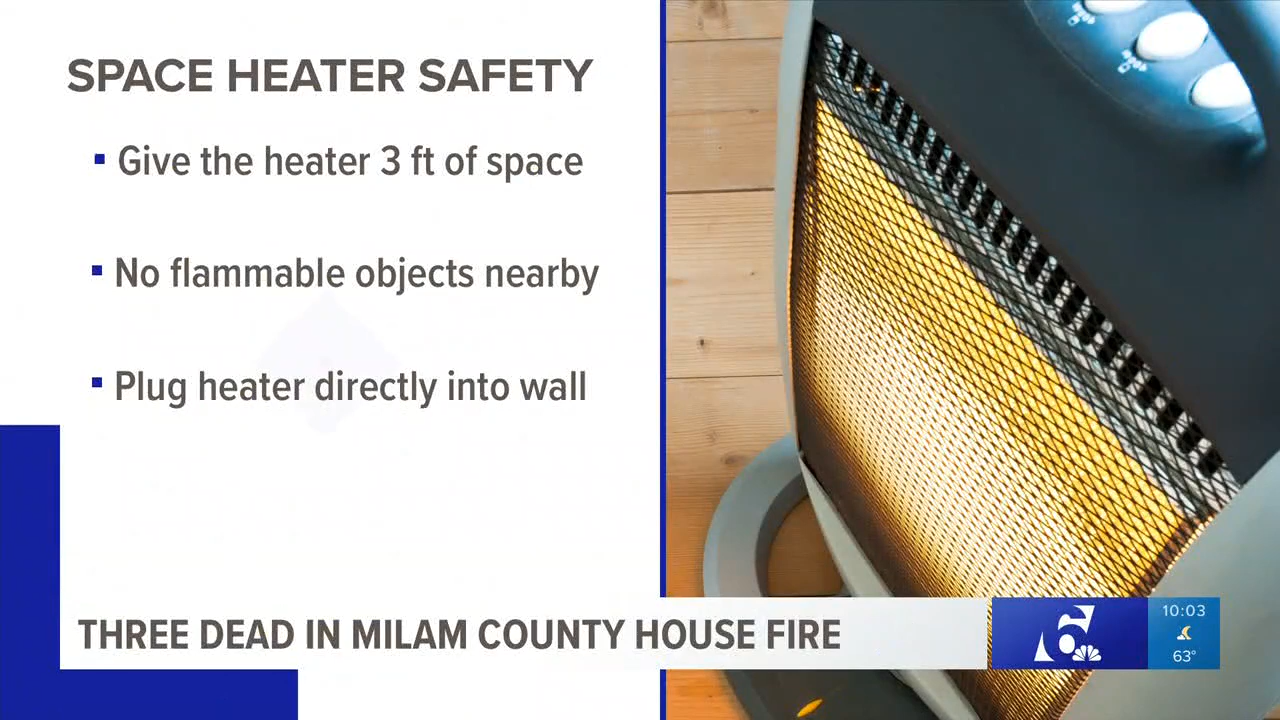 SPACE HEATER SAFETY
▪ Give the heater 3 ft of space
▪ No flammable objects nearby
▪ Plug heater directly into wall
THREE DEAD IN MILAM COUNTY HOUSE FIRE
6
10:03
63°